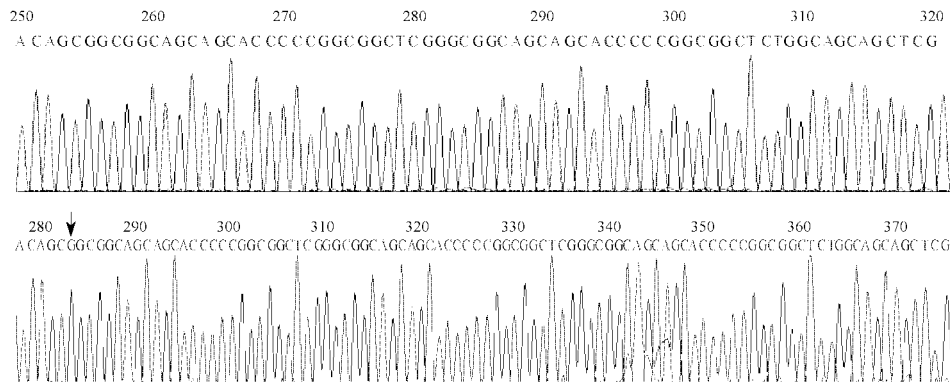 250 260 270 280 290 300 310 320
ACAGCGGCGGCAGCAGCACCCCCGGCGGCTCGGGCGGCAGCAGCACCCCCGGCGGCTCTGGCAGCAGCTCG
280 290 300 310 320 330 340 350 360 370
ACAGCGGCGGCAGCAGCACCCCCGGCGGCTCGGGCGGCAGCAGCACCCCCGGCGGCTCGGGCGGCAGCAGCACCCCCGGCGGCTCTGGCAGCAGCTCG